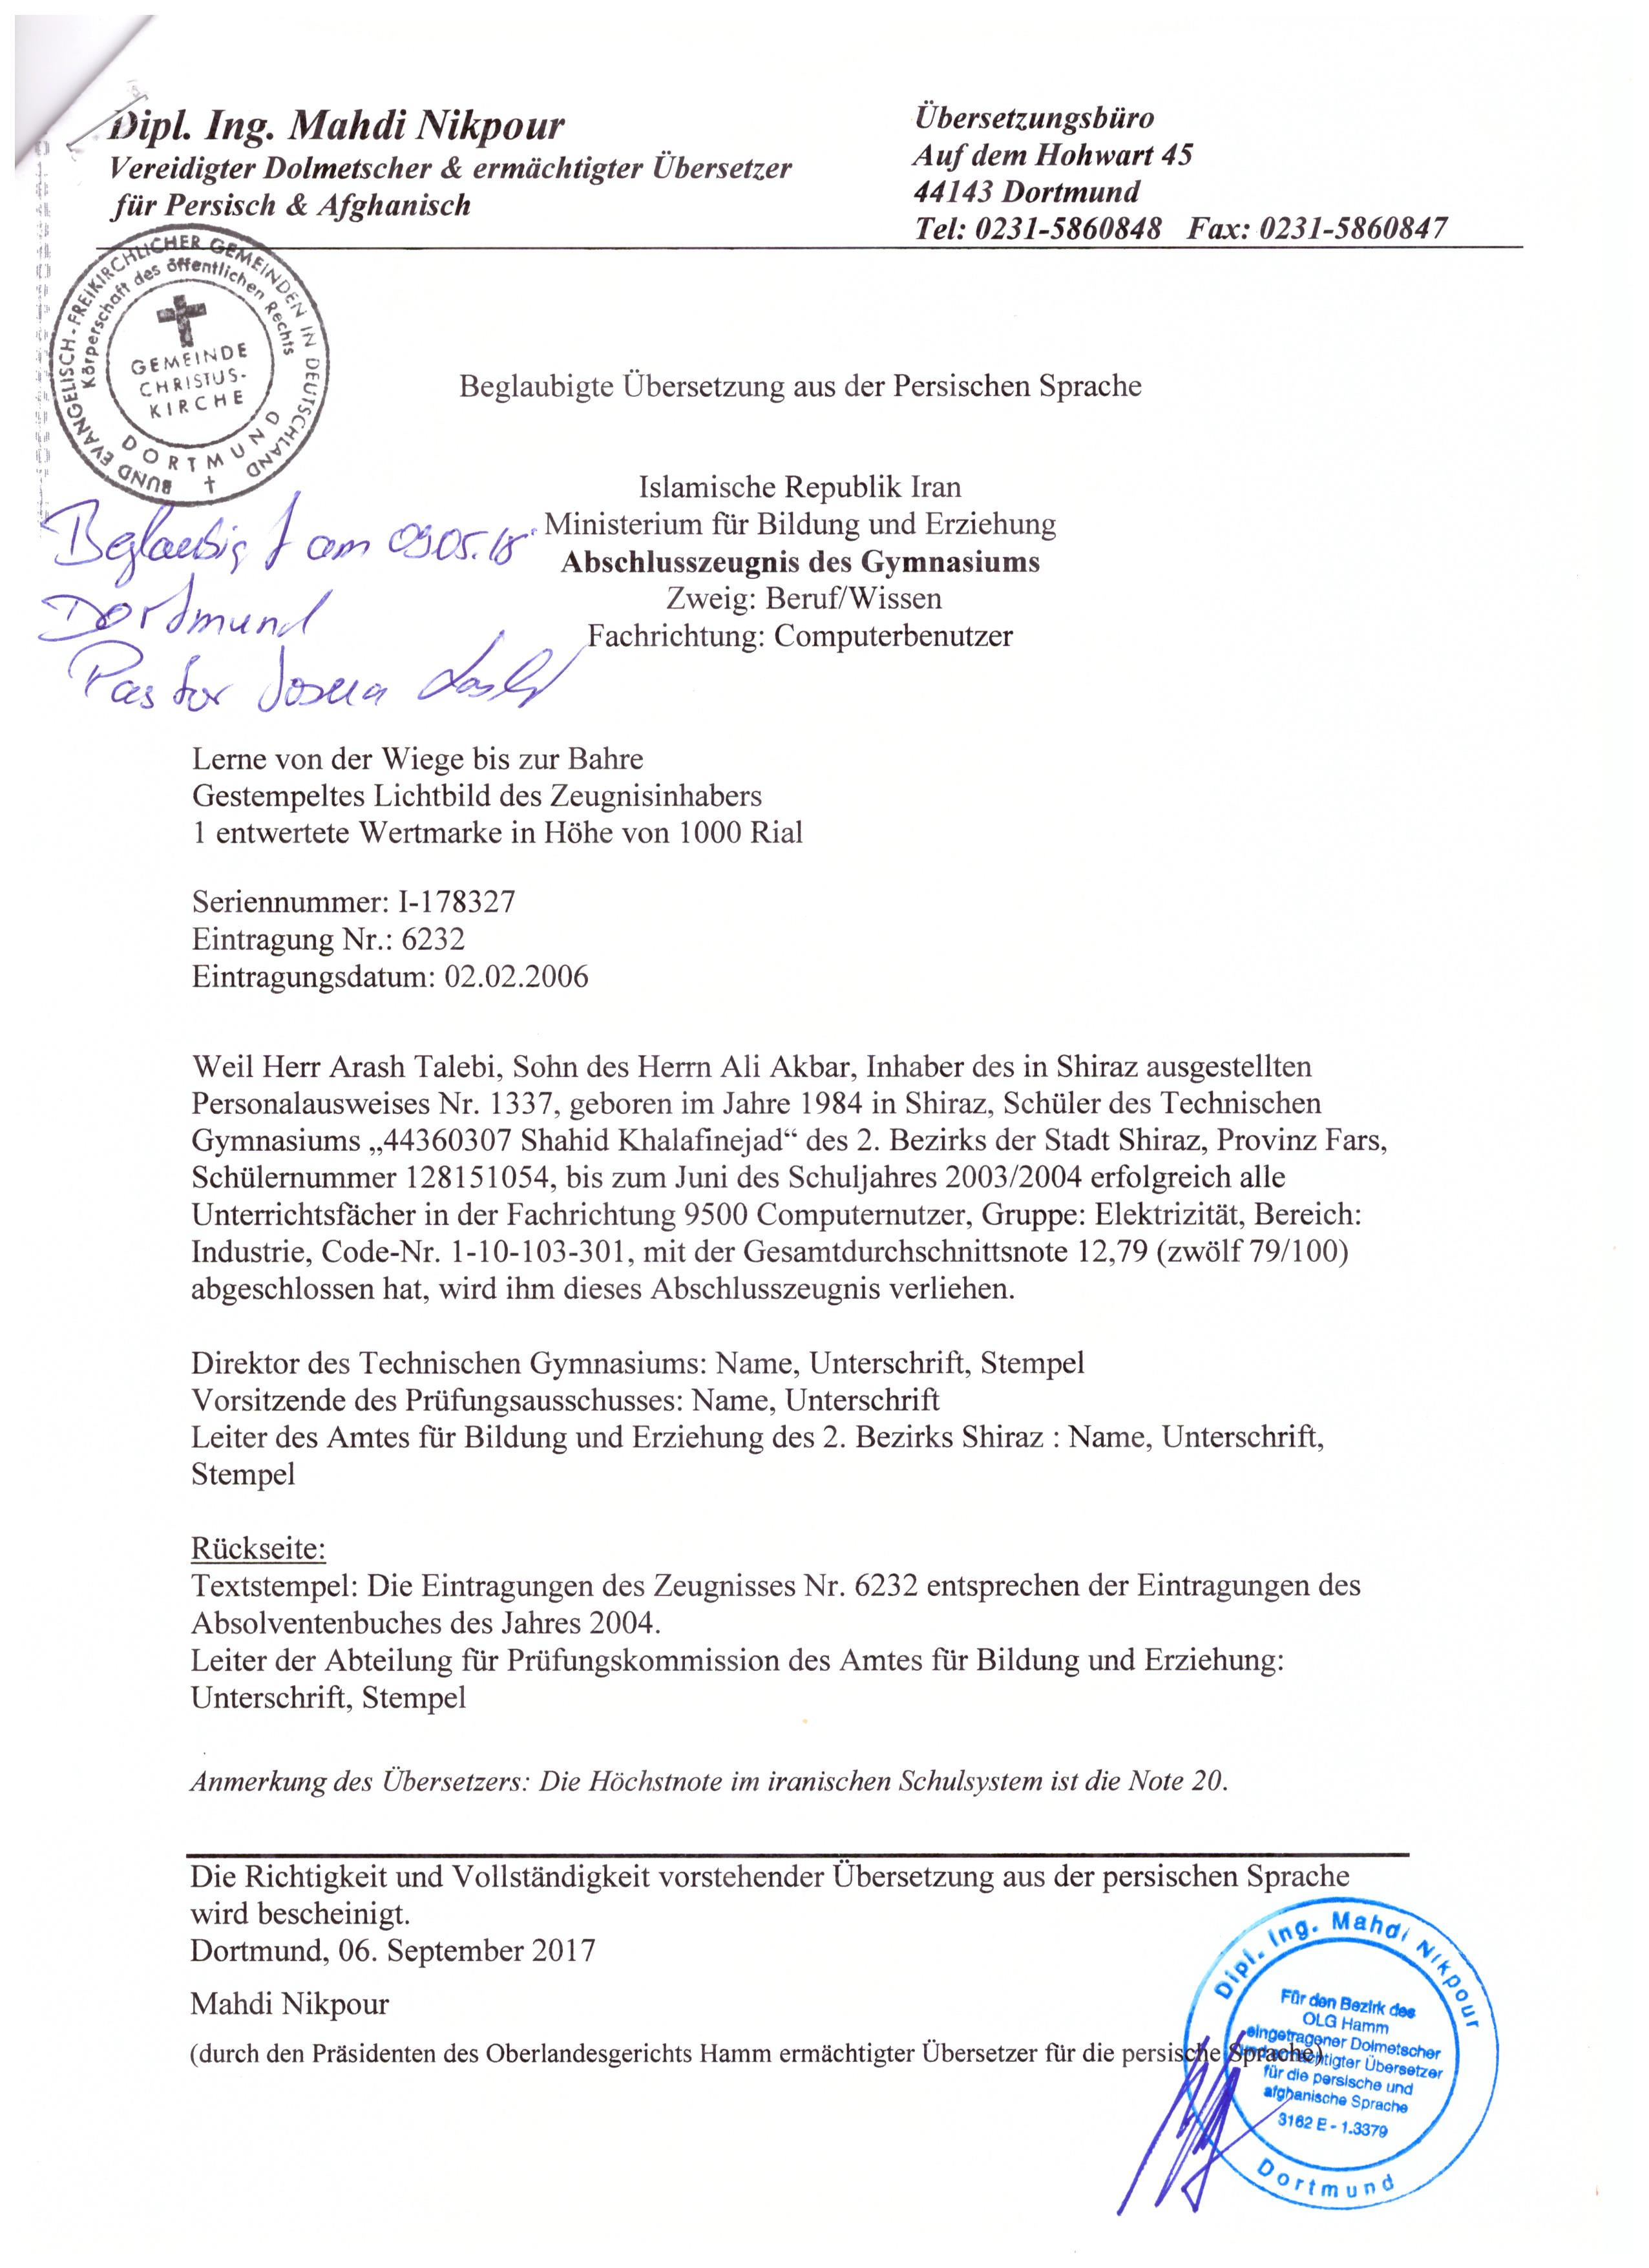 Dipl. Ing. Mahdi Nikpour
Vereidigter Dolmetscher & ermächtigter Übersetzer
für Persisch & Afghanisch
Übersetzungsbüro
Auf dem Hohwart 45
44143 Dortmund
Tel: 0231-5860848 Fax: 0231-5860847
BUND EVANGELISCH-FREIKIRCHLICHER GEMEINDEN IN DEUTSCHLAND
Körperschaft des öffentlichen Rechts
GEMEINDE
CHRISTUS-
KIRCHE
DORTMUND
Beglaubigte Übersetzung aus der Persischen Sprache
Islamische Republik Iran
Ministerium für Bildung und Erziehung
Abschlusszeugnis des Gymnasiums
Zweig: Beruf/Wissen
Fachrichtung: Computerbenutzer
Beglaubigt am 09.05.18
Dortmund
Pastor Josua
Lerne von der Wiege bis zur Bahre
Gestempeltes Lichtbild des Zeugnisinhabers
1 entwertete Wertmarke in Höhe von 1000 Rial
Seriennummer: I-178327
Eintragung Nr.: 6232
Eintragungsdatum: 02.02.2006
Weil Herr Arash Talebi, Sohn des Herrn Ali Akbar, Inhaber des in Shiraz ausgestellten
Personalausweises Nr. 1337, geboren im Jahre 1984 in Shiraz, Schüler des Technischen
Gymnasiums „44360307 Shahid Khalafinejad“ des 2. Bezirks der Stadt Shiraz, Provinz Fars,
Schülernummer 128151054, bis zum Juni des Schuljahres 2003/2004 erfolgreich alle
Unterrichtsfächer in der Fachrichtung 9500 Computernutzer, Gruppe: Elektrizität, Bereich:
Industrie, Code-Nr. 1-10-103-301, mit der Gesamtdurchschnittsnote 12,79 (zwölf 79/100)
abgeschlossen hat, wird ihm dieses Abschlusszeugnis verliehen.
Direktor des Technischen Gymnasiums: Name, Unterschrift, Stempel
Vorsitzende des Prüfungsausschusses: Name, Unterschrift
Leiter des Amtes für Bildung und Erziehung des 2. Bezirks Shiraz : Name, Unterschrift,
Stempel
Rückseite:
Textstempel: Die Eintragungen des Zeugnisses Nr. 6232 entsprechen der Eintragungen des
Absolventenbuches des Jahres 2004.
Leiter der Abteilung für Prüfungskommission des Amtes für Bildung und Erziehung:
Unterschrift, Stempel
Anmerkung des Übersetzers: Die Höchstnote im iranischen Schulsystem ist die Note 20.
Die Richtigkeit und Vollständigkeit vorstehender Übersetzung aus der persischen Sprache
wird bescheinigt.
Dortmund, 06. September 2017
Mahdi Nikpour
(durch den Präsidenten des Oberlandesgerichts Hamm ermächtigter Übersetzer für die persische Sprache)
Dipl. Ing. Mahdi Nikpour
Für den Bezirk des
OLG Hamm
eingetragener Dolmetscher
und ermächtigter Übersetzer
für die persische und
afghanische Sprache
3162 E - 1.3379
Dortmund